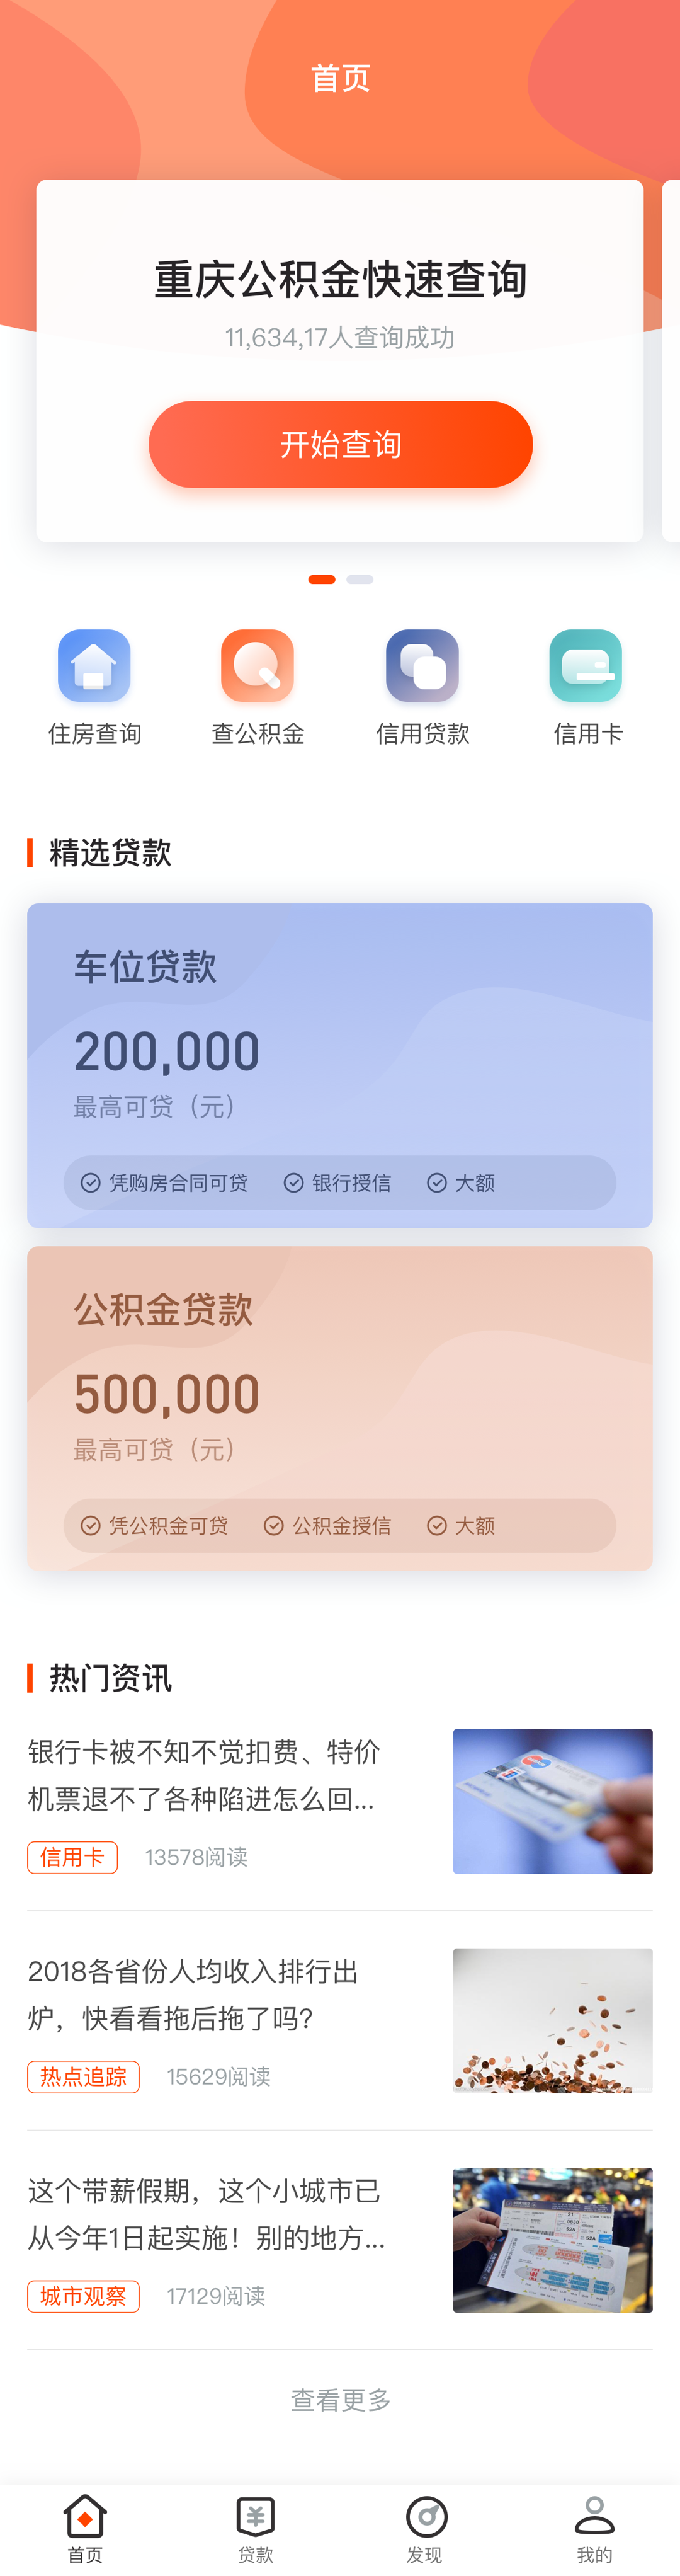 首页
重庆公积金快速查询
11,634,17人查询成功
开始查询
住房查询
查公积金
信用贷款
信用卡
精选贷款
车位贷款
200,000
最高可贷（元）
凭购房合同可贷
银行授信
大额
公积金贷款
500,000
最高可贷（元）
凭公积金可贷
公积金授信
大额
热门资讯
银行卡被不知不觉扣费、特价
机票退不了各种陷进怎么回...
信用卡
13578阅读
2018各省份人均收入排行出
炉，快看看拖后拖了吗?
热点追踪
15629阅读
这个带薪假期，这个小城市已
从今年1日起实施！别的地方...
城市观察
17129阅读
查看更多
首页
贷款
发现
我的